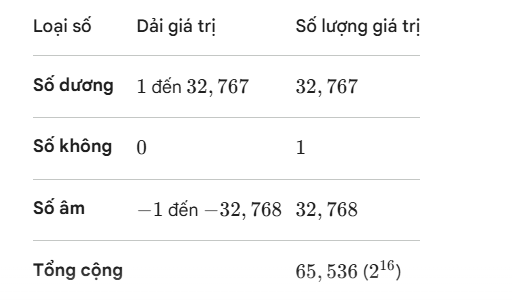 Loại số Dải giá trị Số lượng giá trị
Số dương 1 đến 32,767 32,767
Số không 0 1
Số âm −1 đến −32,768 32,768
Tổng cộng 65,536 (2^16)